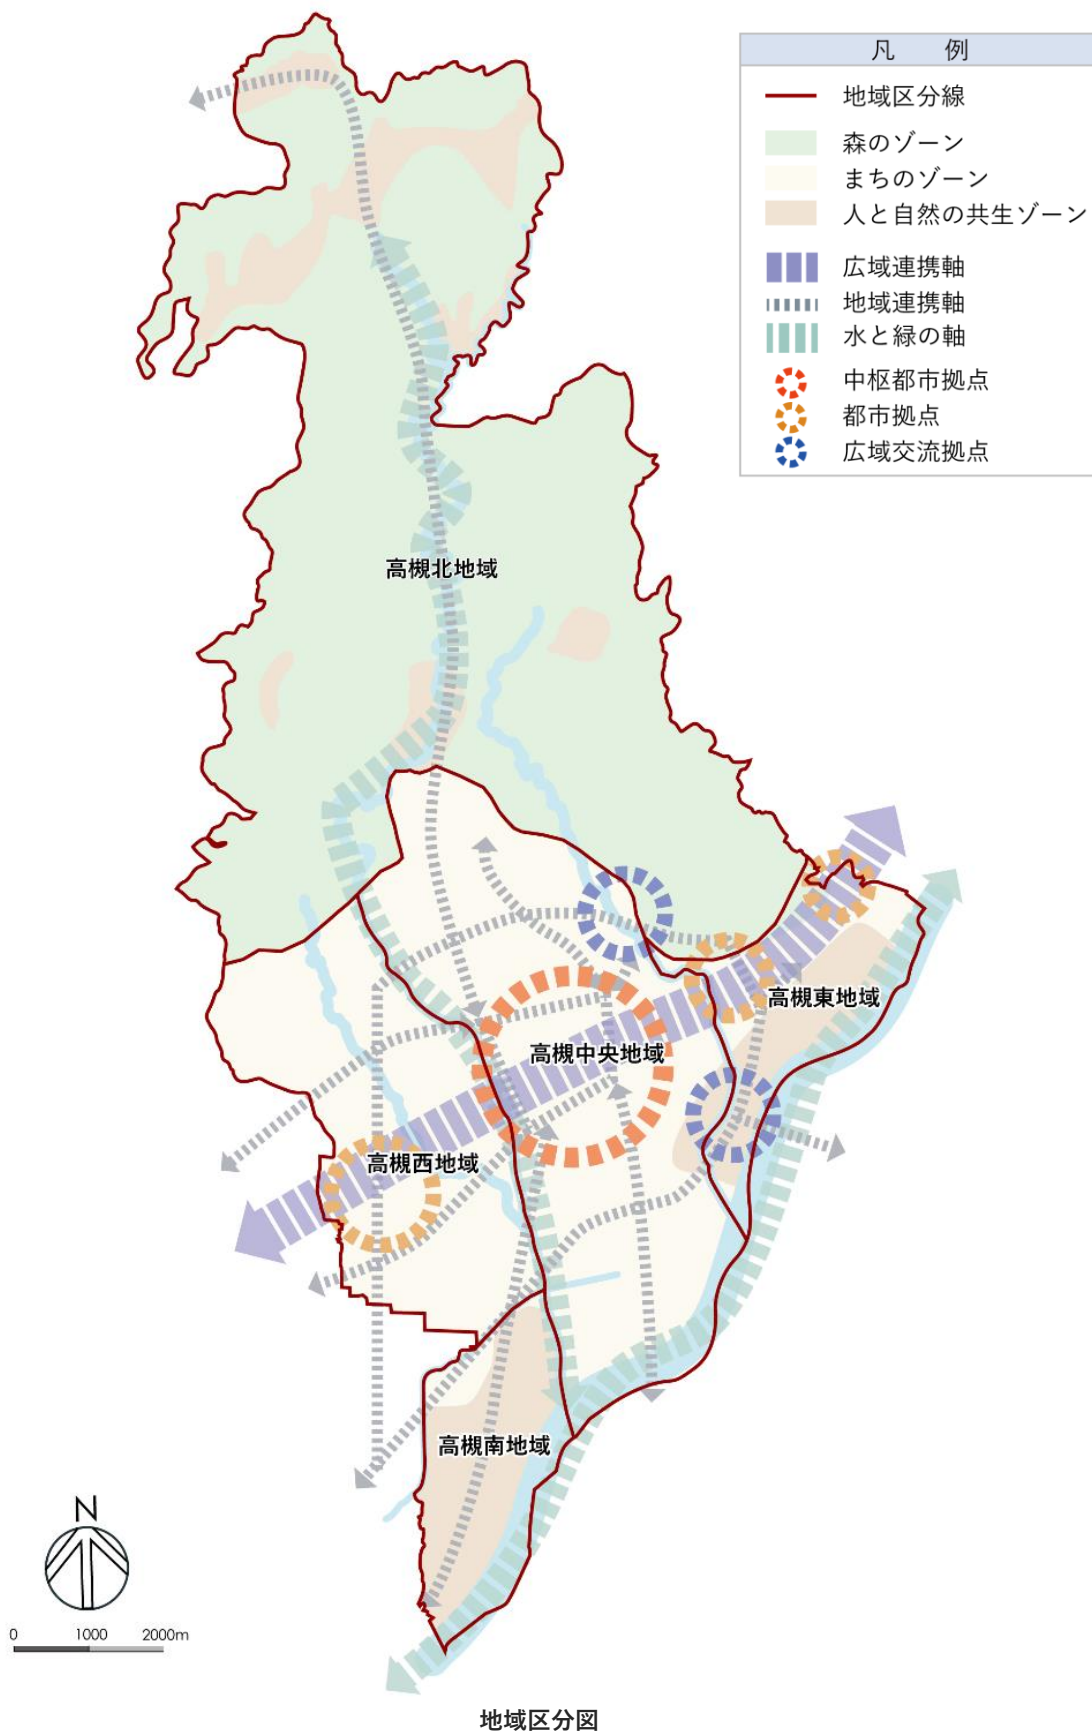 凡 例
地域区分線
森のゾーン
まちのゾーン
人と自然の共生ゾーン
広域連携軸
地域連携軸
水と緑の軸
中枢都市拠点
都市拠点
広域交流拠点
高槻北地域
高槻東地域
高槻中央地域
高槻西地域
高槻南地域
N
0 1000 2000m
地域区分図